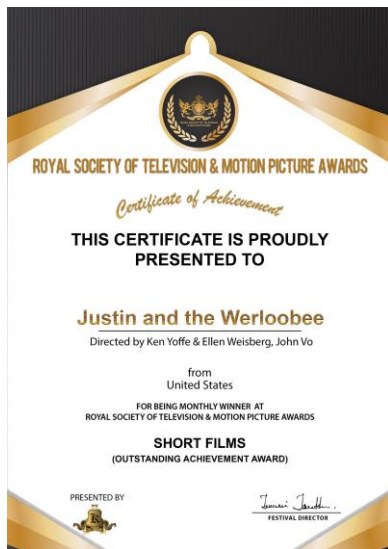 ROYAL SOCIETY OF TELEVISION & MOTION PICTURE AWARDS
Certificate of Achievement
THIS CERTIFICATE IS PROUDLY
PRESENTED TO
Justin and the Werloobee
Directed by Ken Yoffe & Ellen Weisberg, John Vo
from
United States
FOR BEING MONTHLY WINNER AT
ROYAL SOCIETY OF TELEVISION & MOTION PICTURE AWARDS
SHORT FILMS
(OUTSTANDING ACHIEVEMENT AWARD)
PRESENTED BY
FESTIVAL DIRECTOR